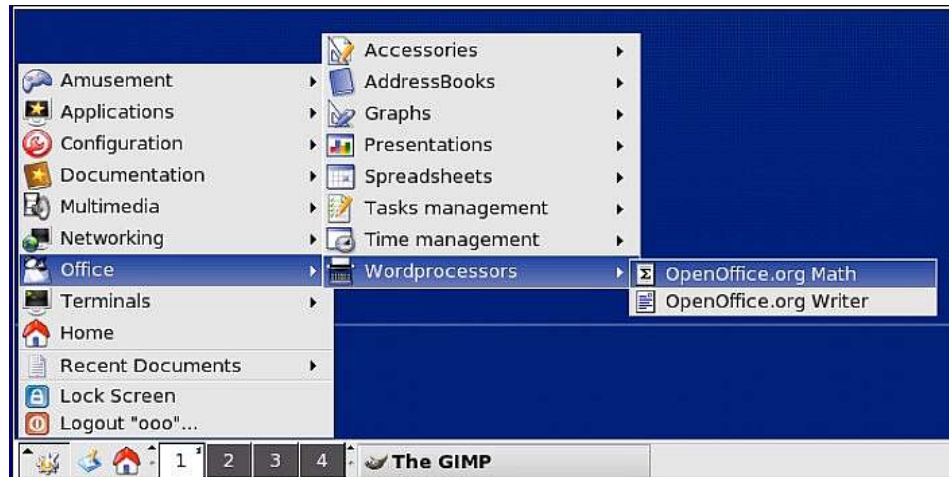 Amusement
Applications
Configuration
Documentation
Multimedia
Networking
Office
Terminals
Home
Recent Documents
Lock Screen
Logout "ooo"...
Accessories
AddressBooks
Graphs
Presentations
Spreadsheets
Tasks management
Time management
Wordprocessors
OpenOffice.org Math
OpenOffice.org Writer
1 2 3 4 The GIMP